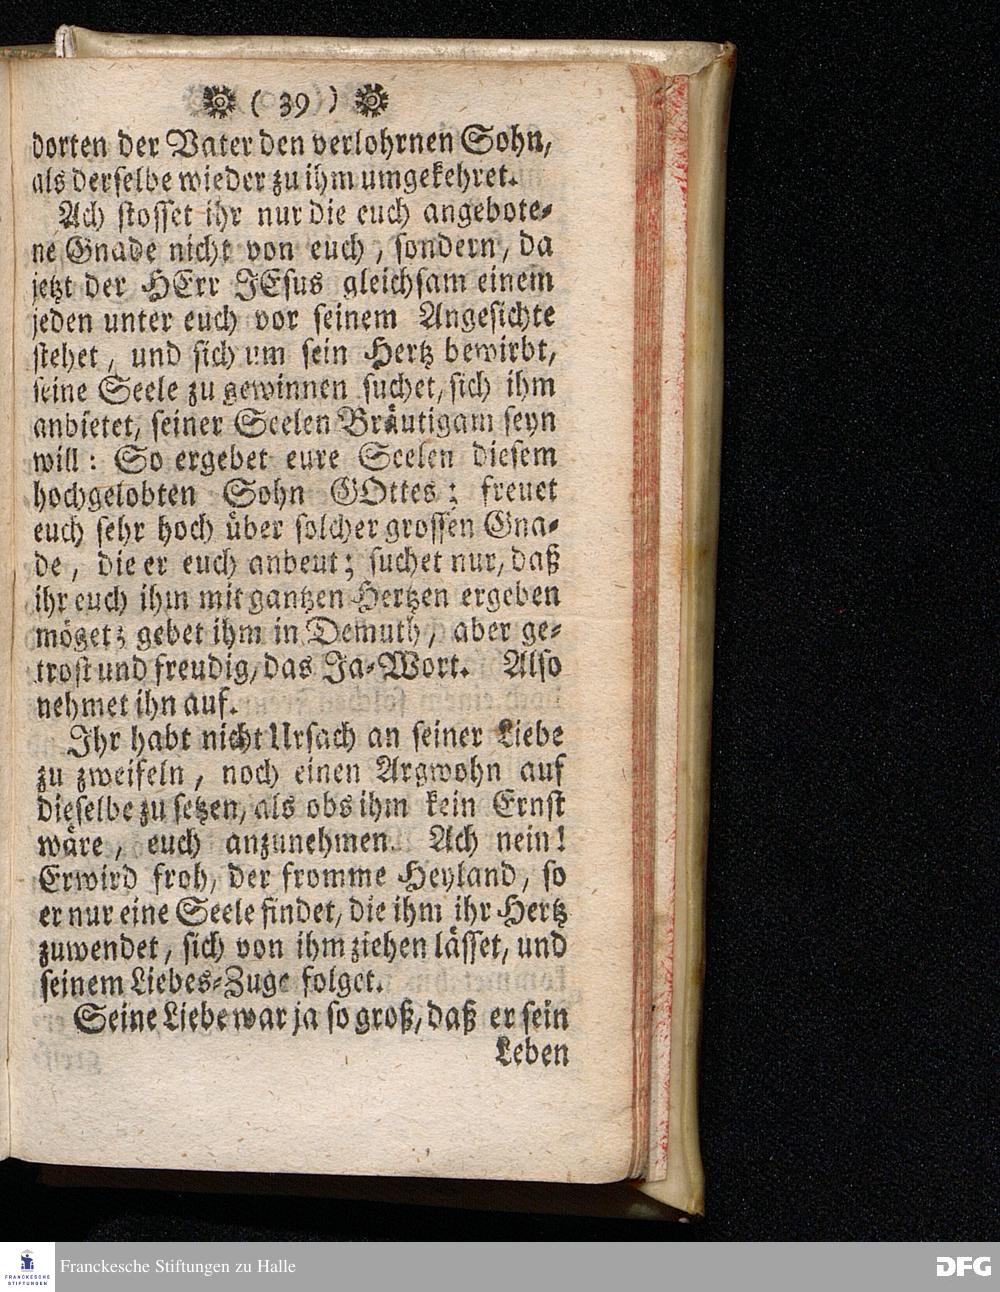 ( 39 )
dorten der Vater den verlohrnen Sohn,
als derselbe wieder zu ihm umgekehret.
Ach stosset ihr nur die euch angebote-
ne Gnade nicht von euch, sondern, da
jetzt der HErr JEsus gleichsam einem
jeden unter euch vor seinem Angesichte
stehet, und sich um sein Hertz bewirbt,
seine Seele zu gewinnen suchet, sich ihm
anbietet, seiner Seelen Bräutigam seyn
will: So ergebet eure Seelen diesem
hochgelobten Sohn GOttes; freuet
euch sehr hoch über solcher grossen Gna-
de, die er euch anbeut; suchet nur, daß
ihr euch ihm mit gantzen Hertzen ergeben
möget; gebet ihm in Demuth, aber ge-
trost und freudig, das Ja-Wort. Also
nehmet ihn auf.
Ihr habt nicht Ursach an seiner Liebe
zu zweifeln, noch einen Argwohn auf
dieselbe zu setzen, als obs ihm kein Ernst
wäre, euch anzunehmen. Ach nein!
Er wird froh, der fromme Heyland, so
er nur eine Seele findet, die ihm ihr Hertz
zuwendet, sich von ihm ziehen lässet, und
seinem Liebes-Zuge folget.
Seine Liebe war ja so groß, daß er sein
Leben
FRANCKESCHE
STIFTUNGEN
Franckesche Stiftungen zu Halle
DFG